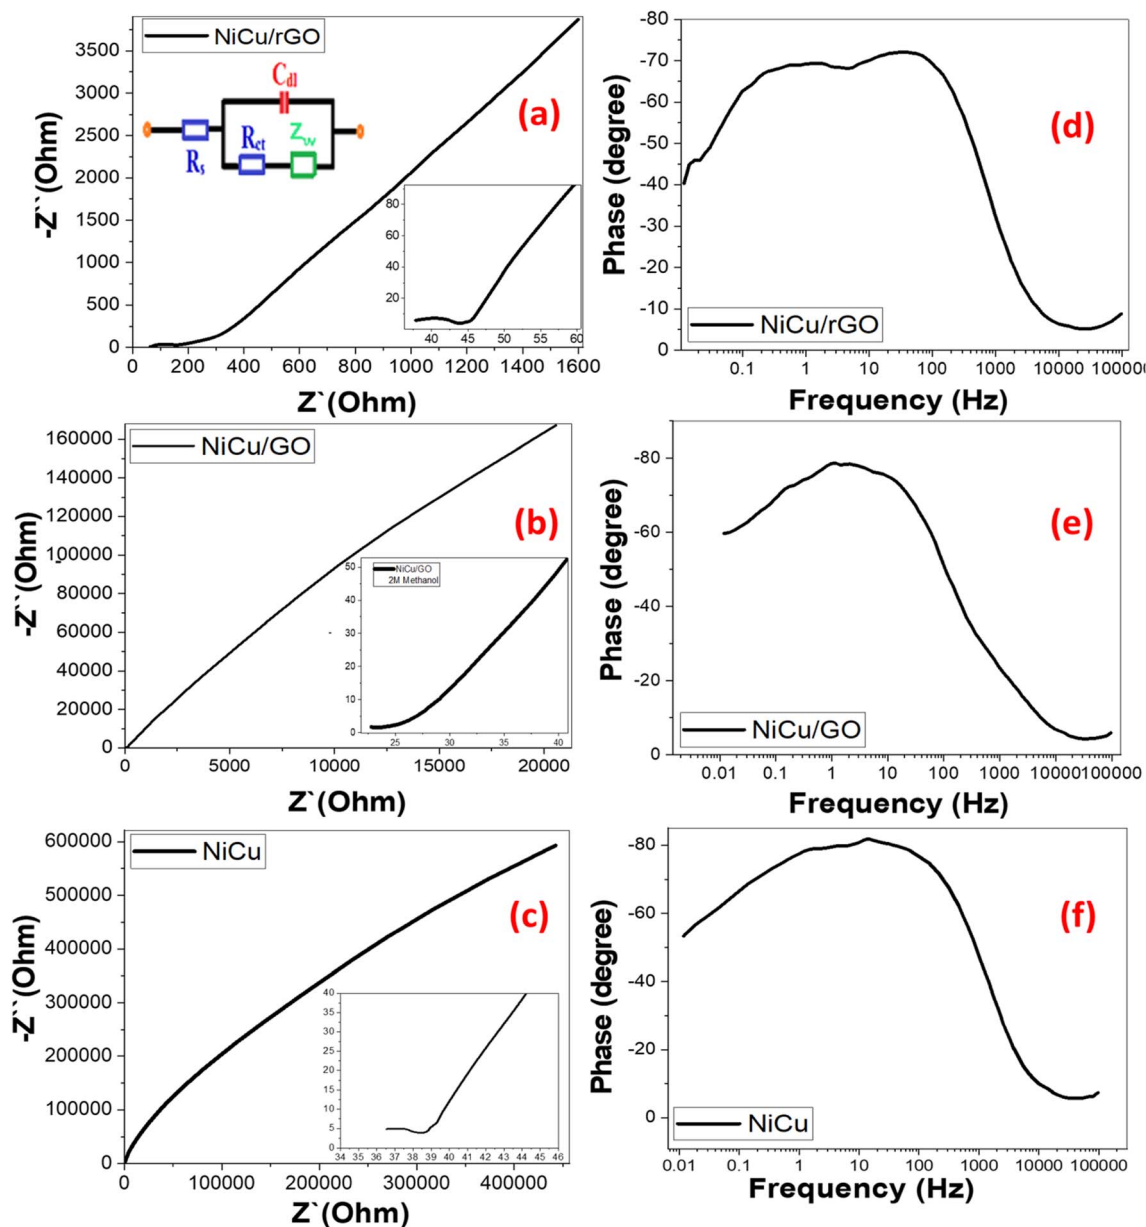 NiCu/rGO
C_dl
R_s
R_ct
Z_w
(a)
-Z``(Ohm)
3500
3000
2500
2000
1500
1000
500
0
80
60
40
20
40 45 50 55 60
0 200 400 600 800 1000 1200 1400 1600
Z`(Ohm)
-80
-70
-60
-50
-40
-30
-20
-10
0
Phase (degree)
(d)
NiCu/rGO
0.1 1 10 100 1000 10000 100000
Frequency (Hz)
NiCu/GO
(b)
-Z``(Ohm)
160000
140000
120000
100000
80000
60000
40000
20000
0
NiCu/GO
2M Methanol
50
40
30
20
10
0
25 30 35 40
0 5000 10000 15000 20000
Z`(Ohm)
-80
-60
-40
-20
0
Phase (degree)
(e)
NiCu/GO
0.01 0.1 1 10 100 1000 10000 100000
Frequency (Hz)
NiCu
(c)
-Z``(Ohm)
600000
500000
400000
300000
200000
100000
0
40
35
30
25
20
15
10
5
0
34 35 36 37 38 39 40 41 42 43 44 45 46
0 100000 200000 300000 400000
Z`(Ohm)
-80
-60
-40
-20
0
Phase (degree)
(f)
NiCu
0.01 0.1 1 10 100 1000 10000 100000
Frequency (Hz)